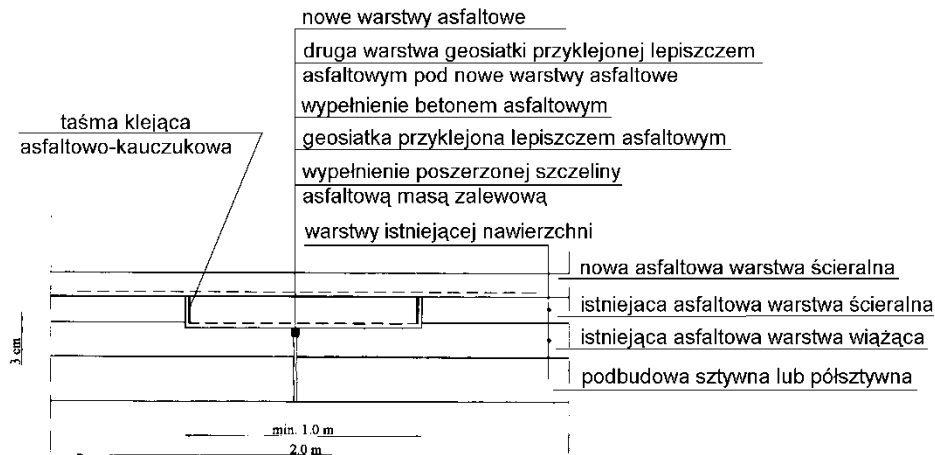 nowe warstwy asfaltowe
druga warstwa geosiatki przyklejonej lepiszczem
asfaltowym pod nowe warstwy asfaltowe
wypełnienie betonem asfaltowym
taśma klejąca
asfaltowo-kauczukowa
geosiatka przyklejona lepiszczem asfaltowym
wypełnienie poszerzonej szczeliny
asfaltową masą zalewową
warstwy istniejącej nawierzchni
nowa asfaltowa warstwa ścieralna
istniejaca asfaltowa warstwa ścieralna
istniejąca asfaltowa warstwa wiążąca
podbudowa sztywna lub półsztywna
3 cm
min. 1.0 m
2.0 m